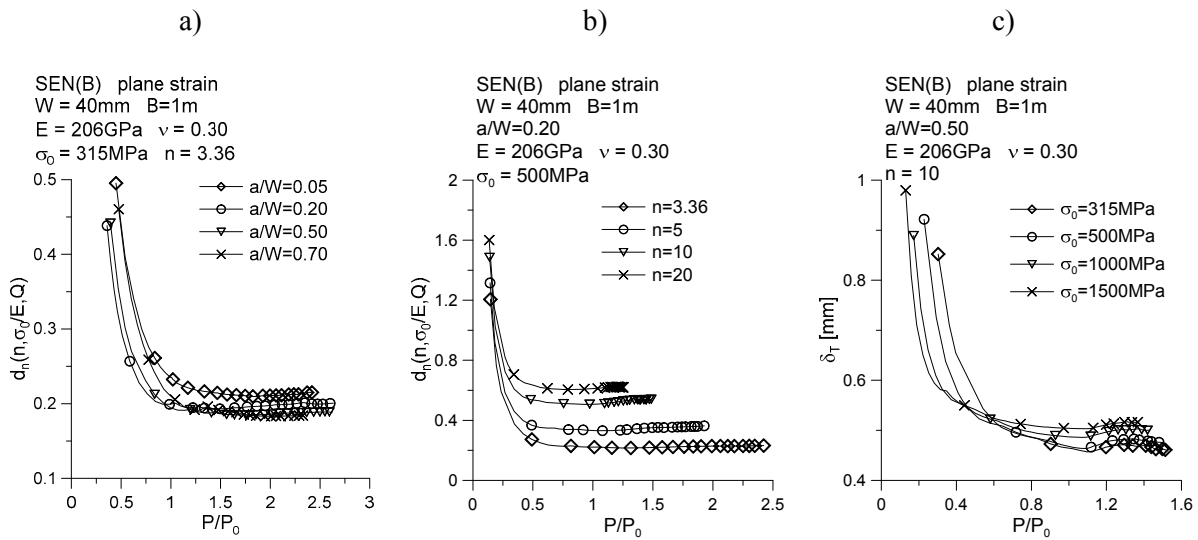 a)
SEN(B) plane strain
W = 40mm B=1m
E = 206GPa ν = 0.30
σ₀ = 315MPa n = 3.36
a/W=0.05
a/W=0.20
a/W=0.50
a/W=0.70
0.5
0.4
0.3
0.2
0.1
dₙ(n,σ₀/E,Q)
0 0.5 1 1.5 2 2.5 3
P/P₀
b)
SEN(B) plane strain
W = 40mm B=1m
a/W=0.20
E = 206GPa ν = 0.30
σ₀ = 500MPa
n=3.36
n=5
n=10
n=20
2
1.6
1.2
0.8
0.4
0
dₙ(n,σ₀/E,Q)
0 0.5 1 1.5 2 2.5
P/P₀
c)
SEN(B) plane strain
W = 40mm B=1m
a/W=0.50
E = 206GPa ν = 0.30
n = 10
σ₀=315MPa
σ₀=500MPa
σ₀=1000MPa
σ₀=1500MPa
1
0.8
0.6
0.4
δ_T [mm]
0 0.4 0.8 1.2 1.6
P/P₀